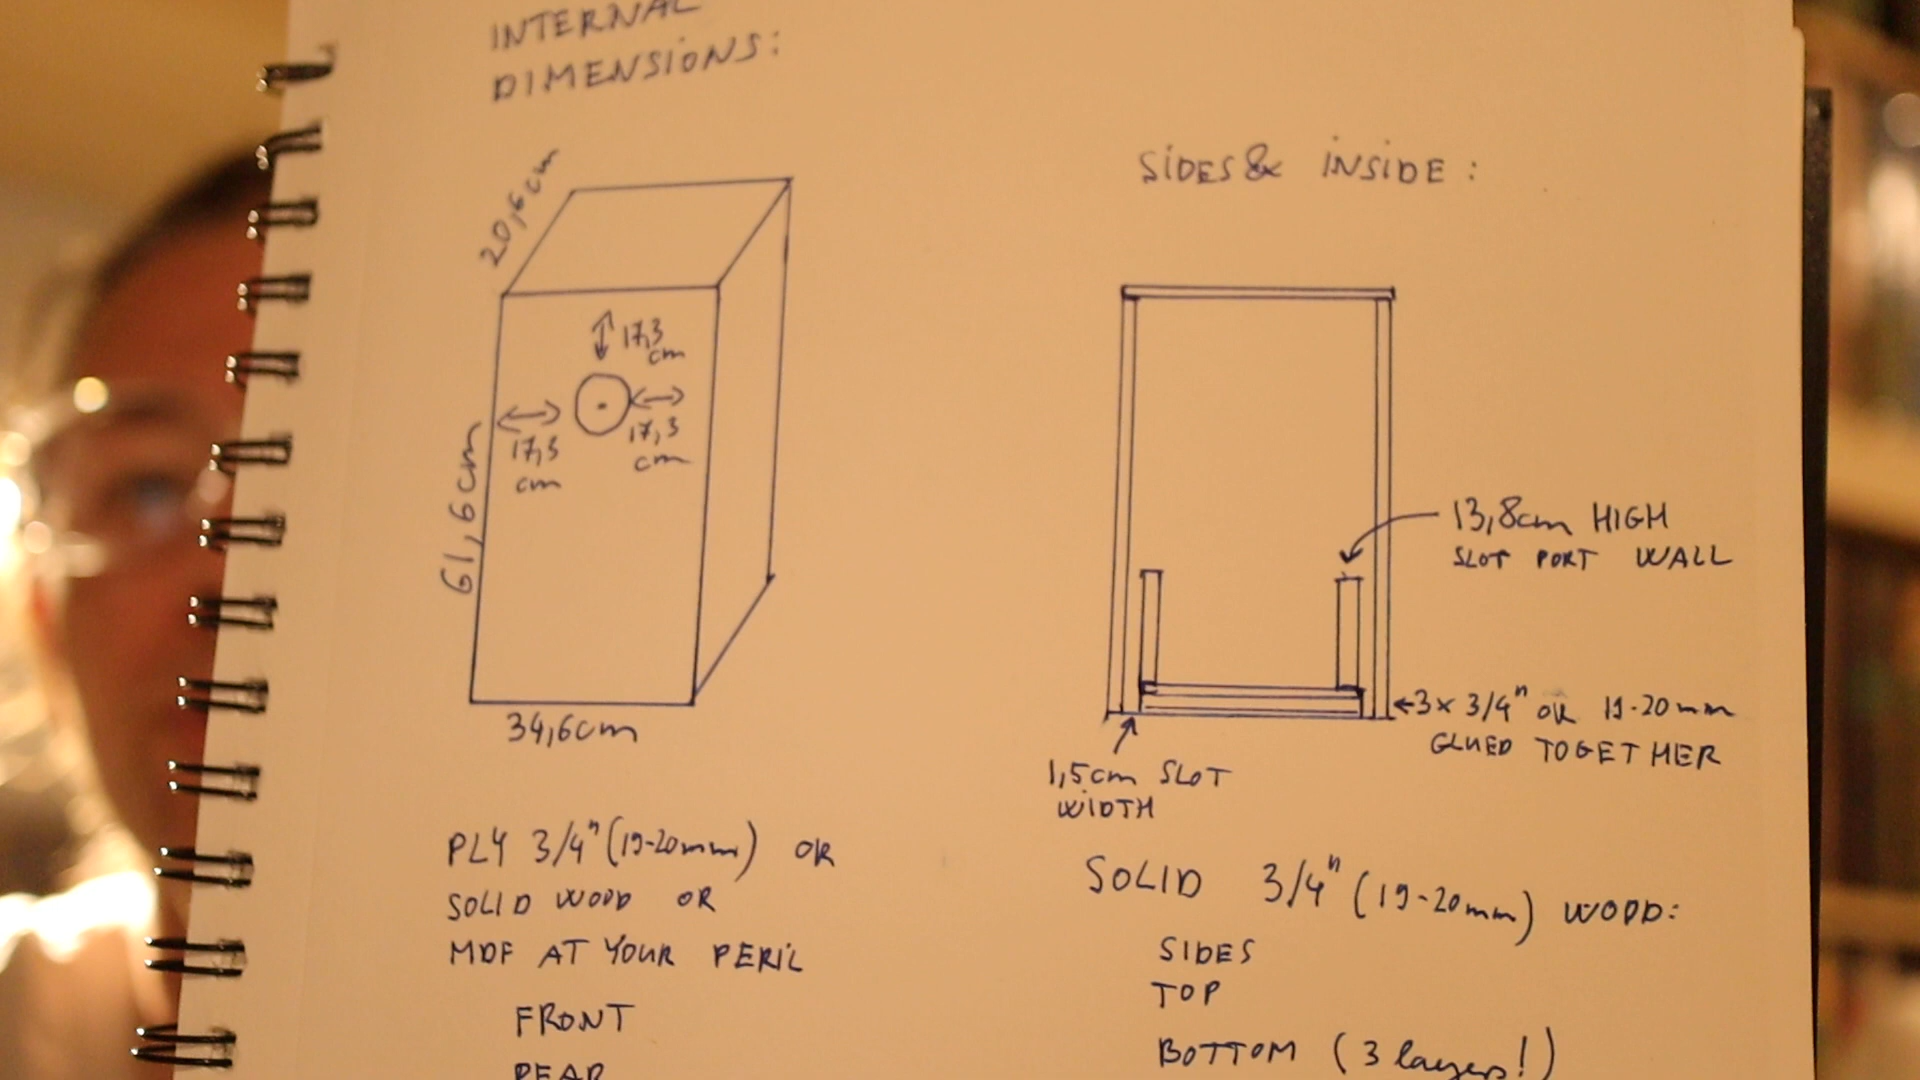 INTERNAL
DIMENSIONS:
20,6cm
17,3
cm
17,3
cm
17,3
cm
61,6cm
34,6cm
PLY 3/4" (19-20mm) OR
SOLID WOOD OR
MDF AT YOUR PERIL
FRONT
REAR
SIDES & INSIDE:
13,8cm HIGH
SLOT PORT WALL
←3x 3/4" OR 19-20mm
GLUED TOGETHER
1,5cm SLOT
WIDTH
SOLID 3/4" (19-20mm) WOOD:
SIDES
TOP
BOTTOM (3 layers!)